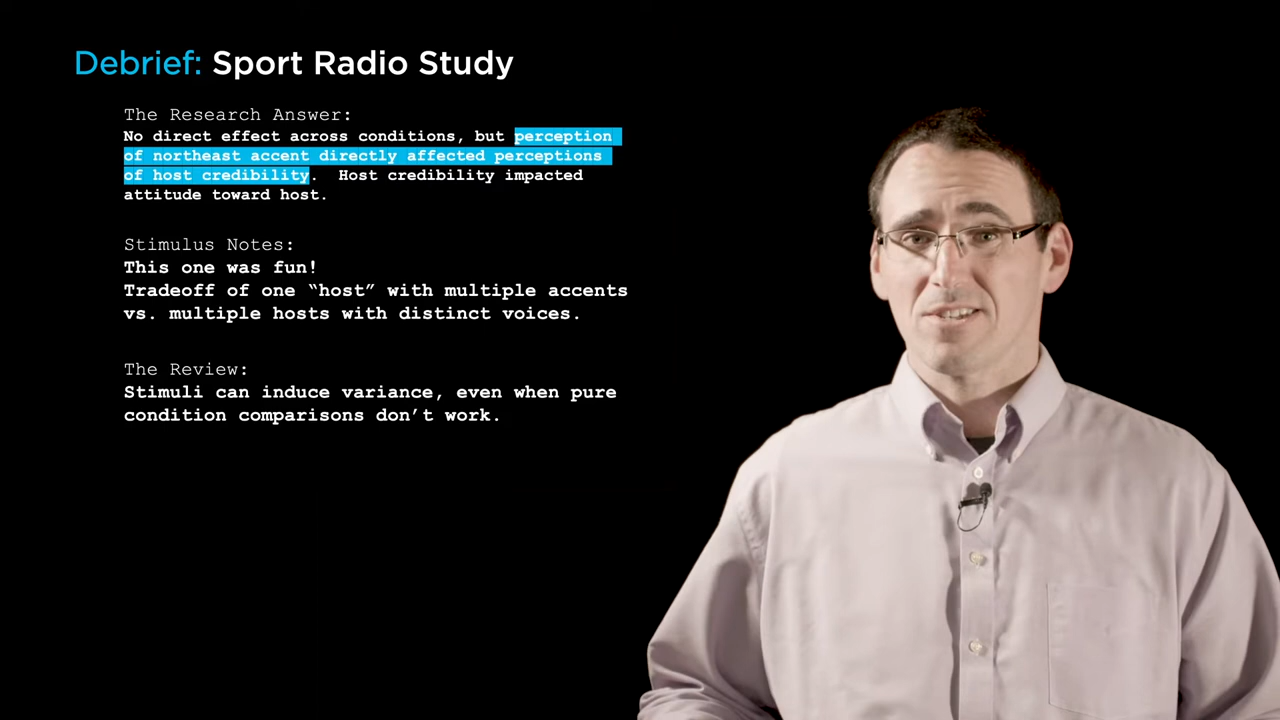 Debrief: Sport Radio Study
The Research Answer:
No direct effect across conditions, but perception
of northeast accent directly affected perceptions
of host credibility. Host credibility impacted
attitude toward host.
Stimulus Notes:
This one was fun!
Tradeoff of one “host” with multiple accents
vs. multiple hosts with distinct voices.
The Review:
Stimuli can induce variance, even when pure
condition comparisons don’t work.